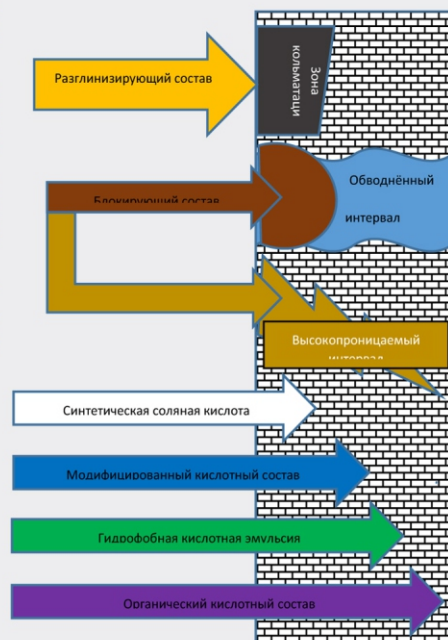 Разглинизирующий состав
Зона
кольматаци
Обводнённый
интервал
Блокирующий состав
Высокопроницаемый
интервал
Синтетическая соляная кислота
Модифицированный кислотный состав
Гидрофобная кислотная эмульсия
Органический кислотный состав